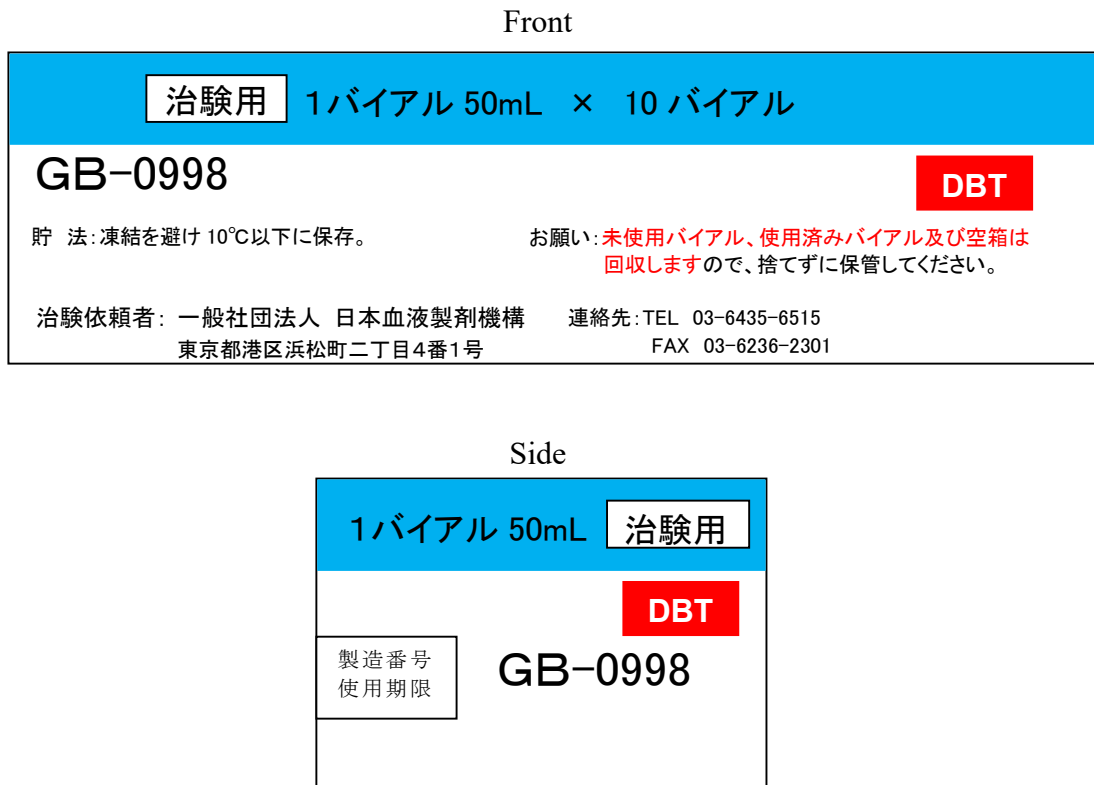 Front
治験用 1バイアル 50mL × 10 バイアル
GB-0998
DBT
貯 法:凍結を避け 10℃以下に保存。
お願い:未使用バイアル、使用済みバイアル及び空箱は
回収しますので、捨てずに保管してください。
治験依頼者: 一般社団法人 日本血液製剤機構
東京都港区浜松町二丁目4番1号
連絡先:TEL 03-6435-6515
FAX 03-6236-2301
Side
1バイアル 50mL 治験用
DBT
製造番号
使用期限
GB-0998